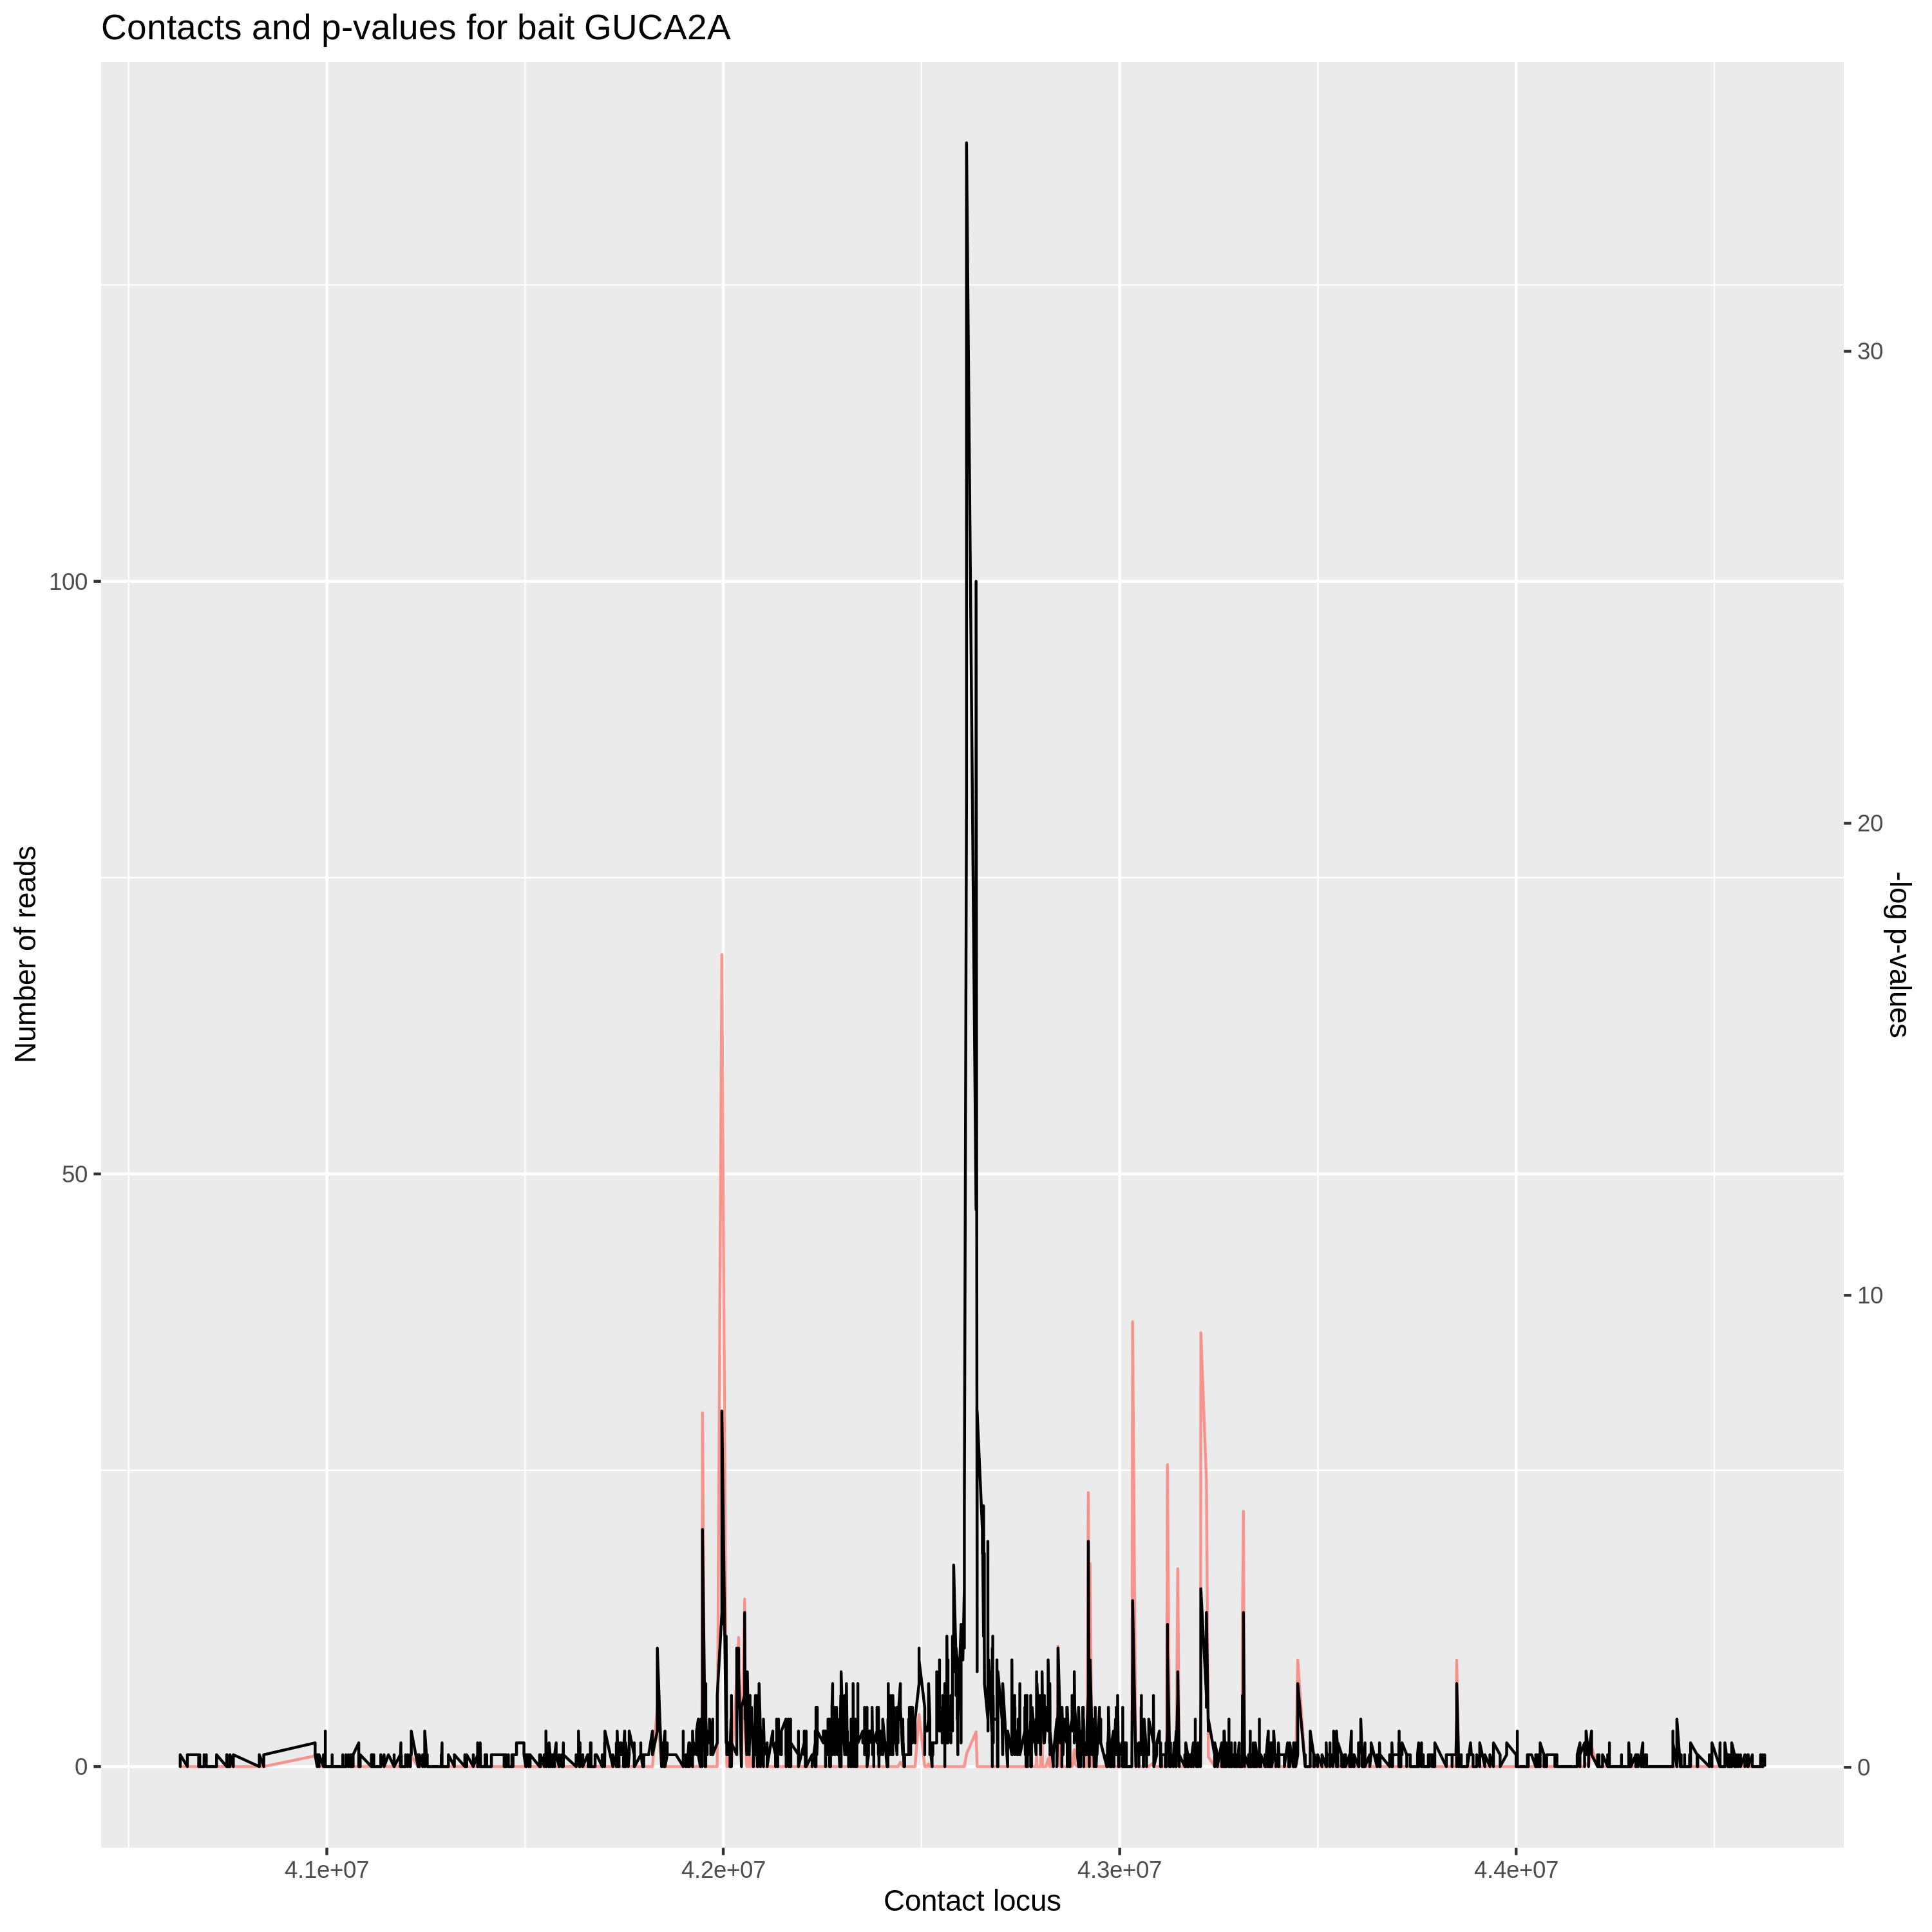 Contacts and p-values for bait GUCA2A
Number of reads
100
50
0
30
20
10
0
-log p-values
4.1e+07 4.2e+07 4.3e+07 4.4e+07
Contact locus